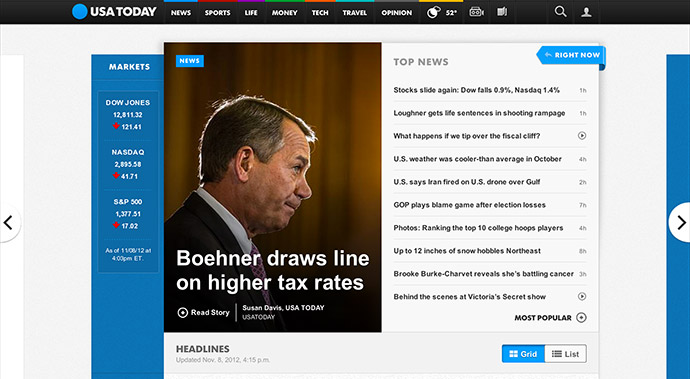 USA TODAY
NEWS SPORTS LIFE MONEY TECH TRAVEL OPINION 52°
MARKETS
DOW JONES
12,811.32
121.41
NASDAQ
2,895.58
41.71
S&P 500
1,377.51
17.02
As of 11/08/12 at
4:03pm ET.
NEWS
Boehner draws line
on higher tax rates
Read Story
Susan Davis, USA TODAY
USATODAY
TOP NEWS
RIGHT NOW
Stocks slide again: Dow falls 0.9%, Nasdaq 1.4% 1h
Loughner gets life sentences in shooting rampage 1h
What happens if we tip over the fiscal cliff?
U.S. weather was cooler-than average in October 4h
U.S. says Iran fired on U.S. drone over Gulf 2h
GOP plays blame game after election losses 7h
Photos: Ranking the top 10 college hoops players 4h
Up to 12 inches of snow hobbles Northeast 8h
Brooke Burke-Charvet reveals she's battling cancer 3h
Behind the scenes at Victoria's Secret show
MOST POPULAR
HEADLINES
Updated Nov. 8, 2012, 4:15 p.m.
Grid List